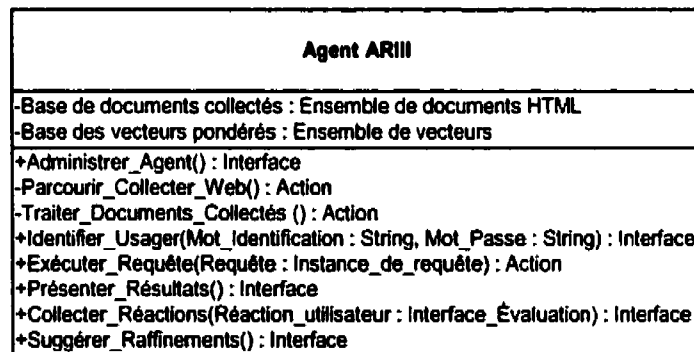 Agent ARIII
-Base de documents collectés : Ensemble de documents HTML
-Base des vecteurs pondérés : Ensemble de vecteurs
+Administrer_Agent() : Interface
-Parcourir_Collecter_Web() : Action
-Traiter_Documents_Collectés () : Action
+Identifier_Usager(Mot_Identification : String, Mot_Passe : String) : Interface
+Exécuter_Requête(Requête : Instance_de_requête) : Action
+Présenter_Résultats() : Interface
+Collecter_Réactions(Réaction_utilisateur : Interface_Évaluation) : Interface
+Suggérer_Raffinements() : Interface